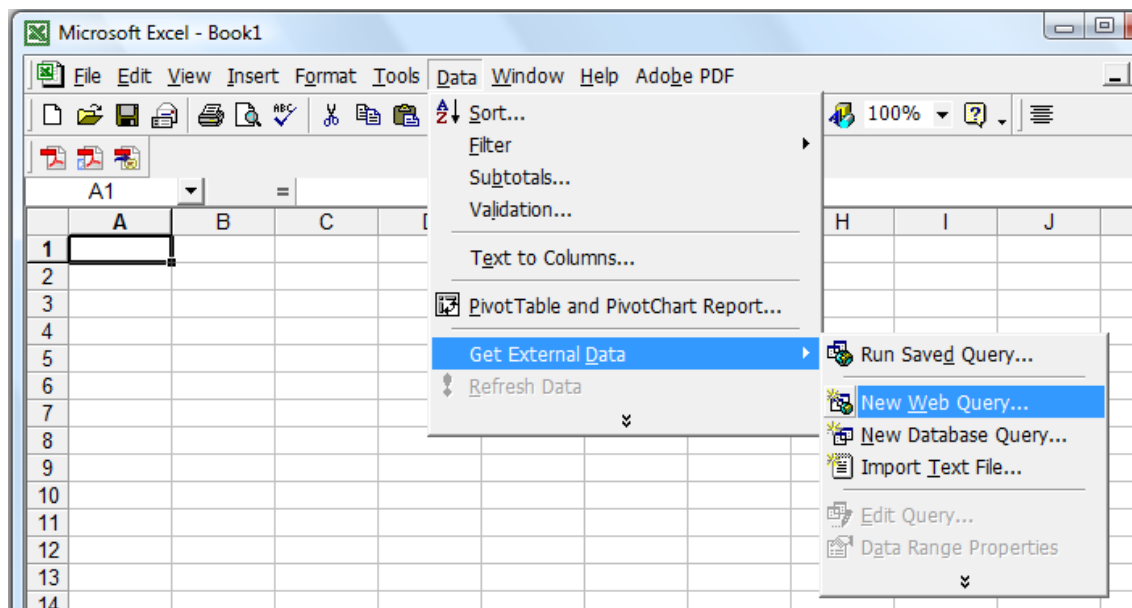 Microsoft Excel - Book1
File Edit View Insert Format Tools Data Window Help Adobe PDF
ABC 100% ?
A1 =
A B C H I J
1
2
3
4
5
6
7
8
9
10
11
12
13
14
A Z Sort...
Filter
Subtotals...
Validation...
Text to Columns...
PivotTable and PivotChart Report...
Get External Data
Refresh Data
Run Saved Query...
New Web Query...
New Database Query...
Import Text File...
Edit Query...
Data Range Properties